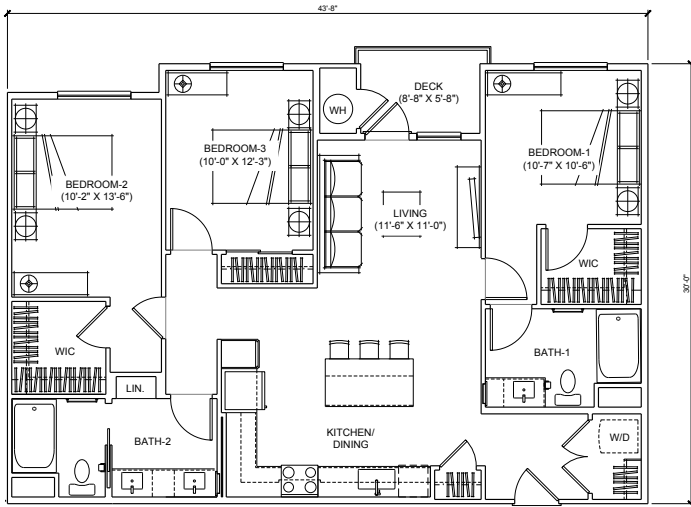 43'-8"
DECK
(8'-8" X 5'-8")
WH
BEDROOM-3
(10'-0" X 12'-3")
BEDROOM-1
(10'-7" X 10'-6")
BEDROOM-2
(10'-2" X 13'-6")
LIVING
(11'-6" X 11'-0")
WIC
30'-0"
WIC
BATH-1
LIN.
KITCHEN/
DINING
BATH-2
W/D